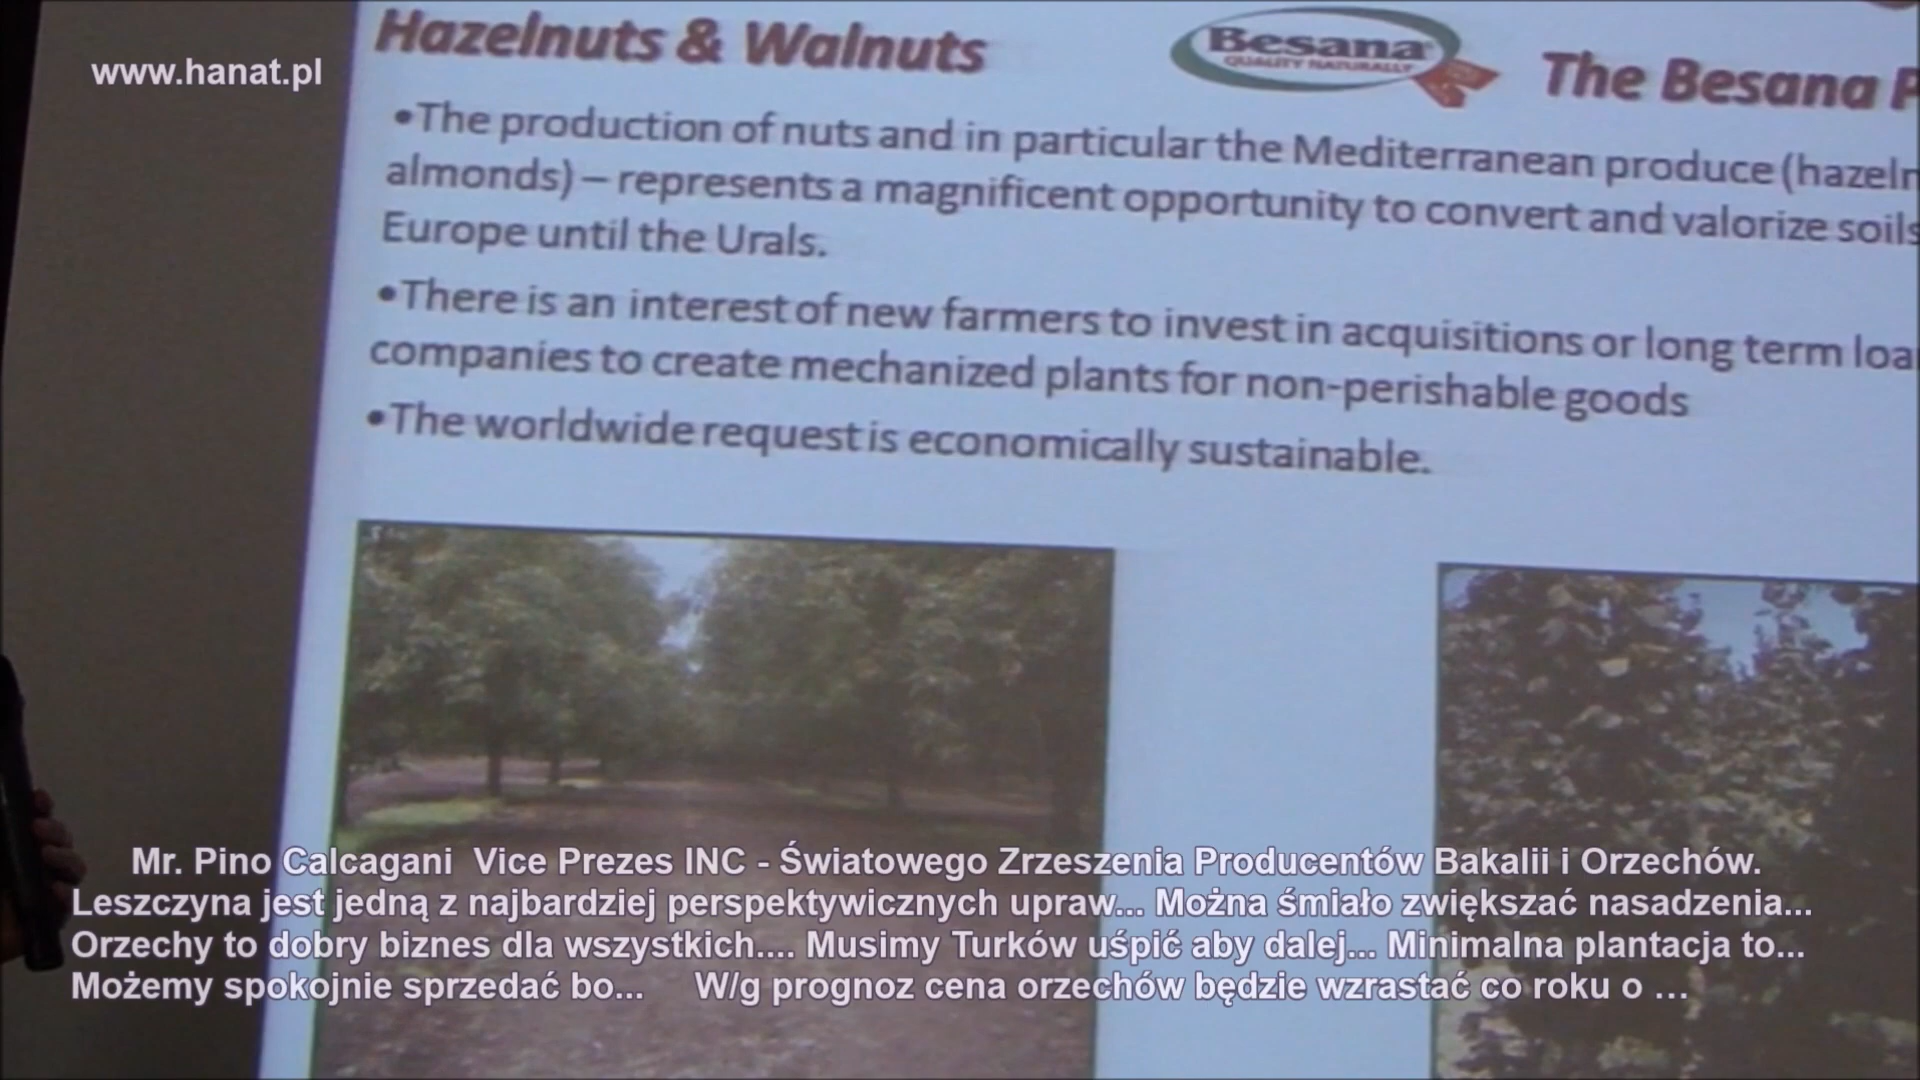 www.hanat.pl
Hazelnuts & Walnuts
Besana
QUALITY NATURALLY
The Besana
•The production of nuts and in particular the Mediterranean produce (hazeln
almonds) – represents a magnificent opportunity to convert and valorize soils
Europe until the Urals.
•There is an interest of new farmers to invest in acquisitions or long term loa
companies to create mechanized plants for non-perishable goods
•The worldwide request is economically sustainable.
Mr. Pino Calcagani Vice Prezes INC - Światowego Zrzeszenia Producentów Bakalii i Orzechów.
Leszczyna jest jedną z najbardziej perspektywicznych upraw... Można śmiało zwiększać nasadzenia...
Orzechy to dobry biznes dla wszystkich.... Musimy Turków uśpić aby dalej... Minimalna plantacja to...
Możemy spokojnie sprzedać bo... W/g prognoz cena orzechów będzie wzrastać co roku o ...